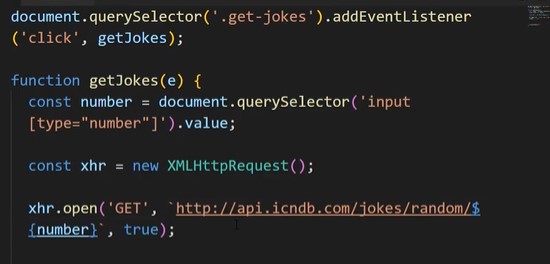 document.querySelector('.get-jokes').addEventListener
('click', getJokes);
function getJokes(e) {
const number = document.querySelector('input
[type="number"]').value;
const xhr = new XMLHttpRequest();
xhr.open('GET', `http://api.icndb.com/jokes/random/$
{number}`, true);